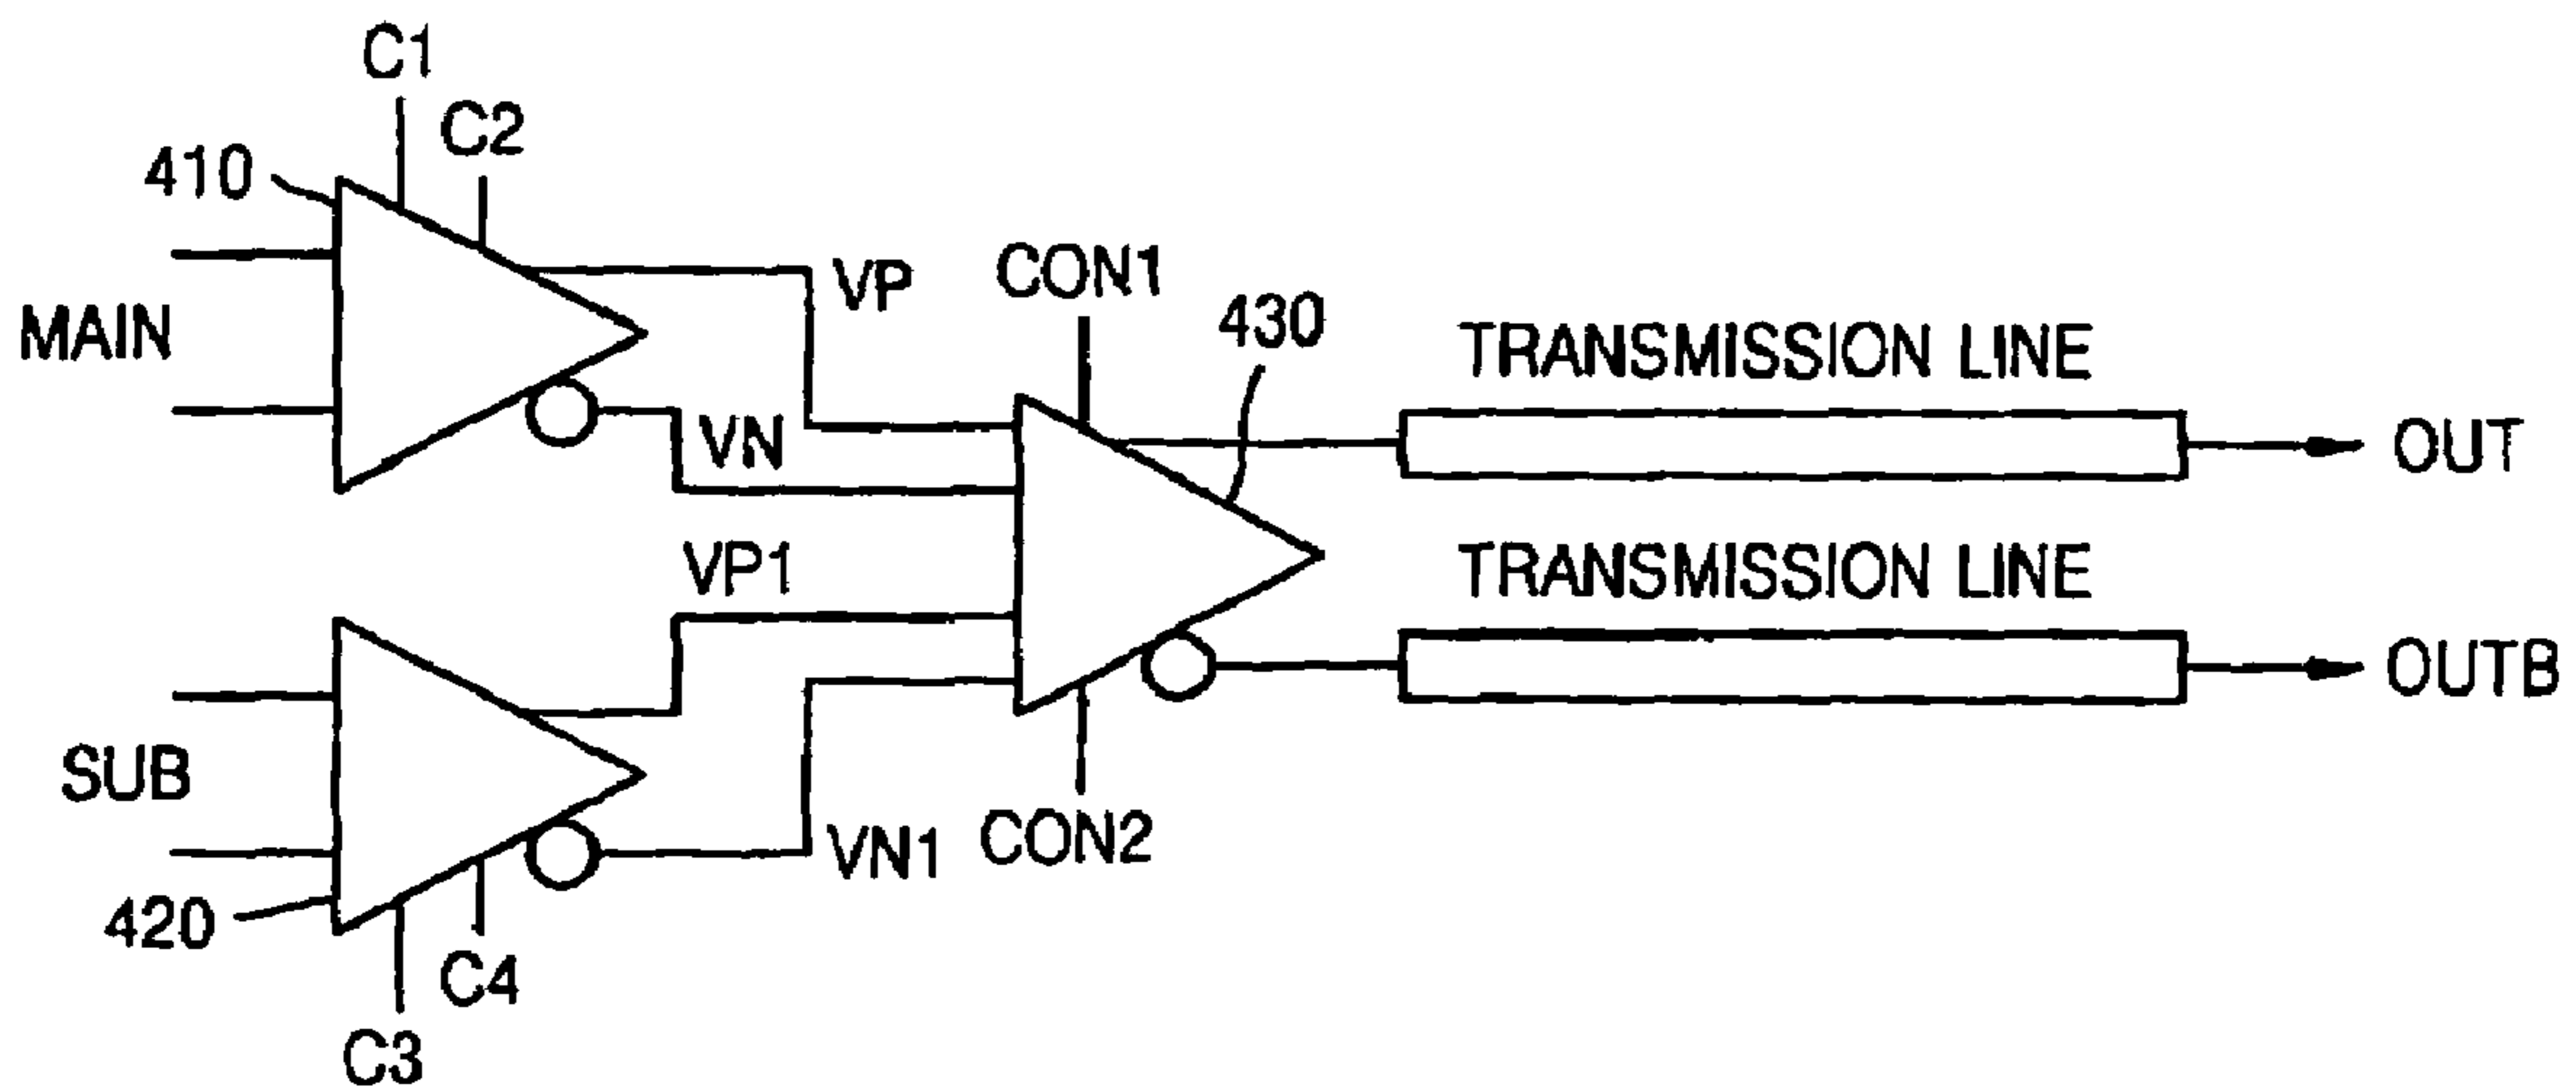 C1
C2
410
MAIN
VP
VN
CON1
430
TRANSMISSION LINE
OUT
VP1
TRANSMISSION LINE
OUTB
SUB
VN1
CON2
420
C4
C3